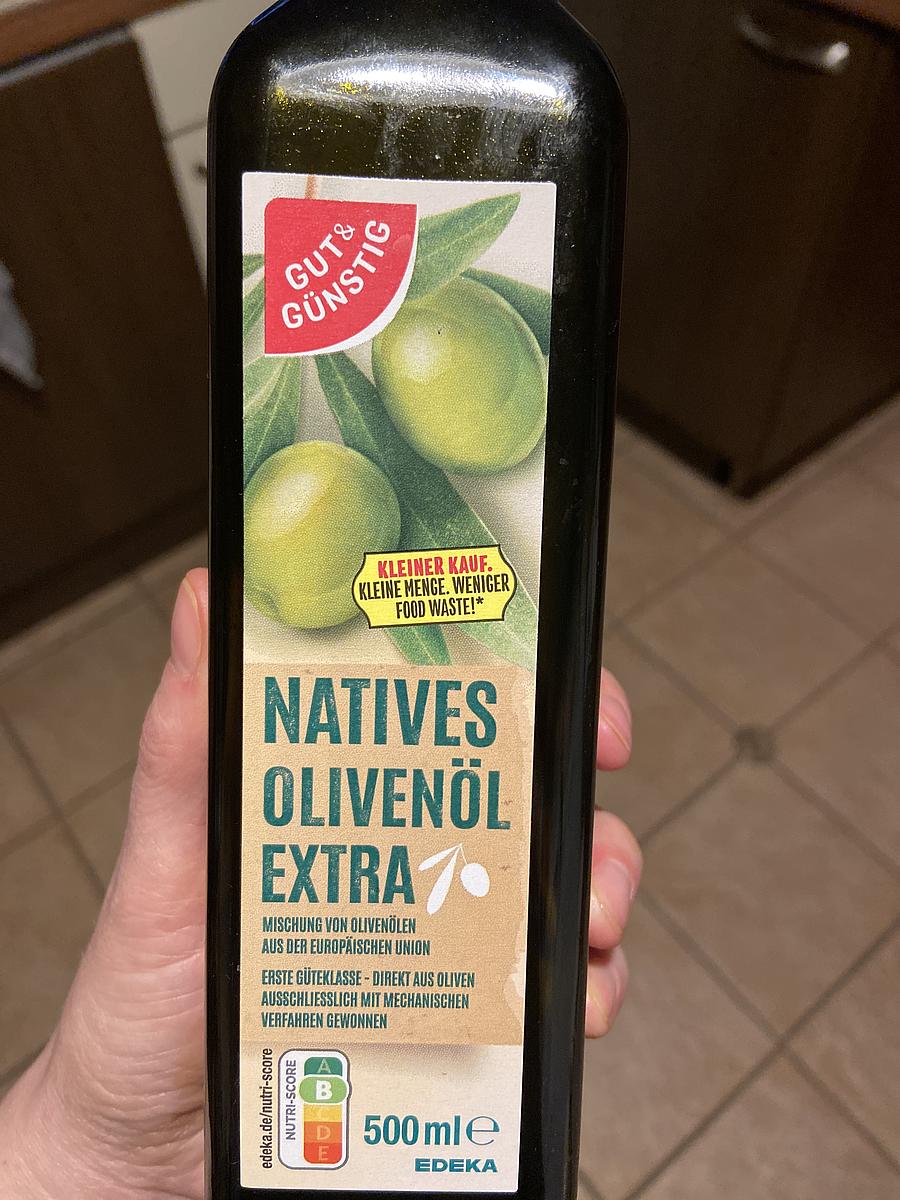 GUT&
GÜNSTIG
KLEINER KAUF.
KLEINE MENGE. WENIGER
FOOD WASTE!*
NATIVES
OLIVENÖL
EXTRA
MISCHUNG VON OLIVENÖLEN
AUS DER EUROPÄISCHEN UNION
ERSTE GÜTEKLASSE - DIREKT AUS OLIVEN
AUSSCHLIESSLICH MIT MECHANISCHEN
VERFAHREN GEWONNEN
edeka.de/nutri-score
NUTRI-SCORE
A
B
C
D
E
500 ml ℮
EDEKA